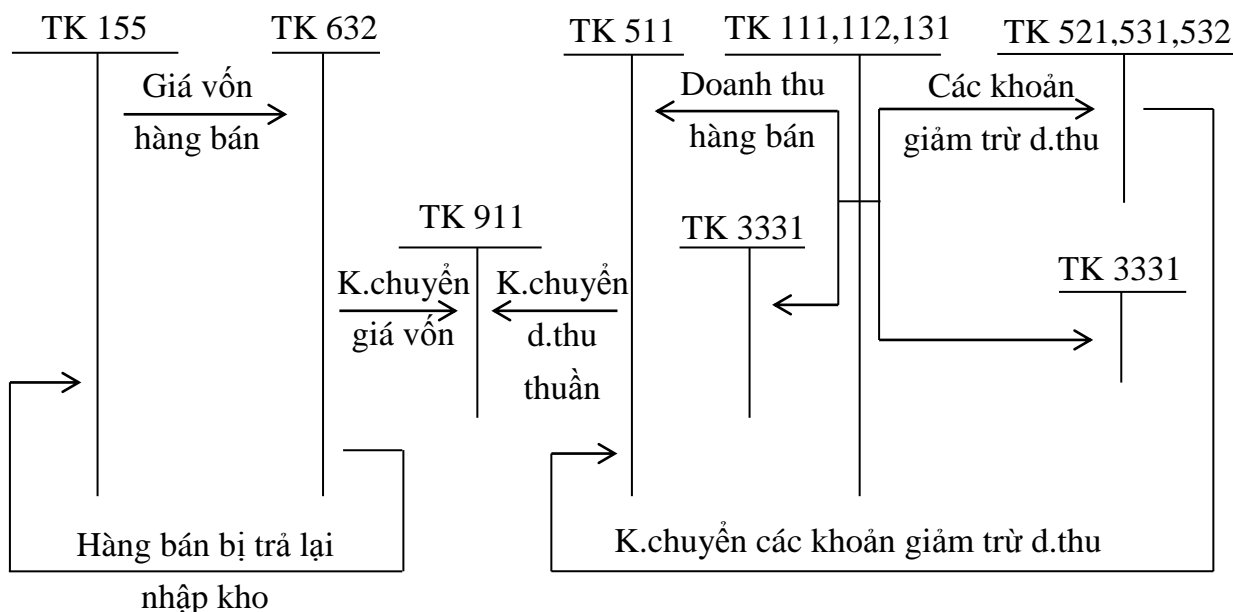 TK 155
TK 632
TK 511
TK 111,112,131
TK 521,531,532
Giá vốn
hàng bán
Doanh thu
hàng bán
Các khoản
giảm trừ d.thu
TK 911
TK 3331
TK 3331
K.chuyển
giá vốn
K.chuyển
d.thu
thuần
Hàng bán bị trả lại
nhập kho
K.chuyển các khoản giảm trừ d.thu